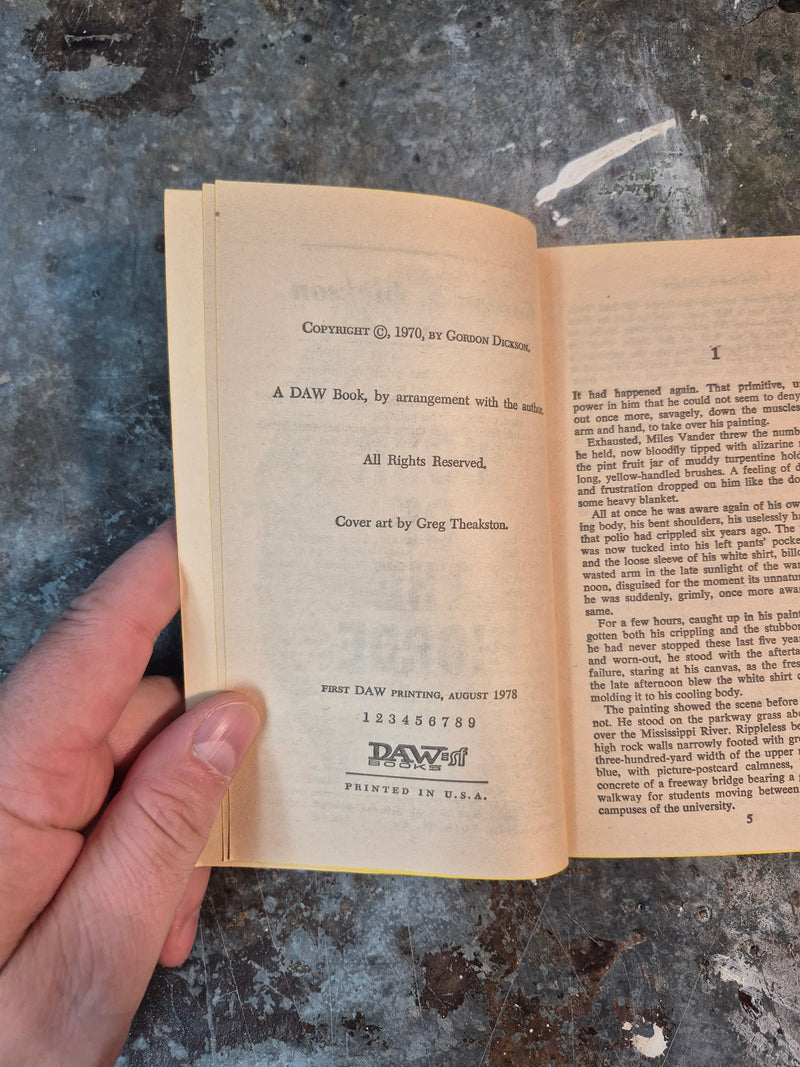 Copyright ©, 1970, by Gordon Dickson.
A DAW Book, by arrangement with the author.
All Rights Reserved.
Cover art by Greg Theakston.
FIRST DAW PRINTING, AUGUST 1978
1 2 3 4 5 6 7 8 9
DAW sf
BOOKS
PRINTED IN U.S.A.
1
It had happened again. That primitive,
power in him that he could not seem to deny
out once more, savagely, down the muscles
arm and hand, to take over his painting.
Exhausted, Miles Vander threw the
he held, now bloodily tipped with alizarine
the pint fruit jar of muddy turpentine
long, yellow-handled brushes. A feeling of
and frustration dropped on him like the
some heavy blanket.
All at once he was aware again of his
ing body, his bent shoulders, his uselessly
that polio had crippled six years ago. The
was now tucked into his left pants'
and the loose sleeve of his white shirt,
wasted arm in the late sunlight of the
noon, disguised for the moment its
he was suddenly, grimly, once more
same.
For a few hours, caught up in his
gotten both his crippling and the
he had never stopped these last five
and worn-out, he stood with the
failure, staring at his canvas, as the
the late afternoon blew the white shirt
molding it to his cooling body.
The painting showed the scene before
not. He stood on the parkway grass
over the Mississippi River. Rippleless
high rock walls narrowly footed with
three-hundred-yard width of the upper
blue, with picture-postcard calmness,
concrete of a freeway bridge bearing a
walkway for students moving between
campuses of the university.
5